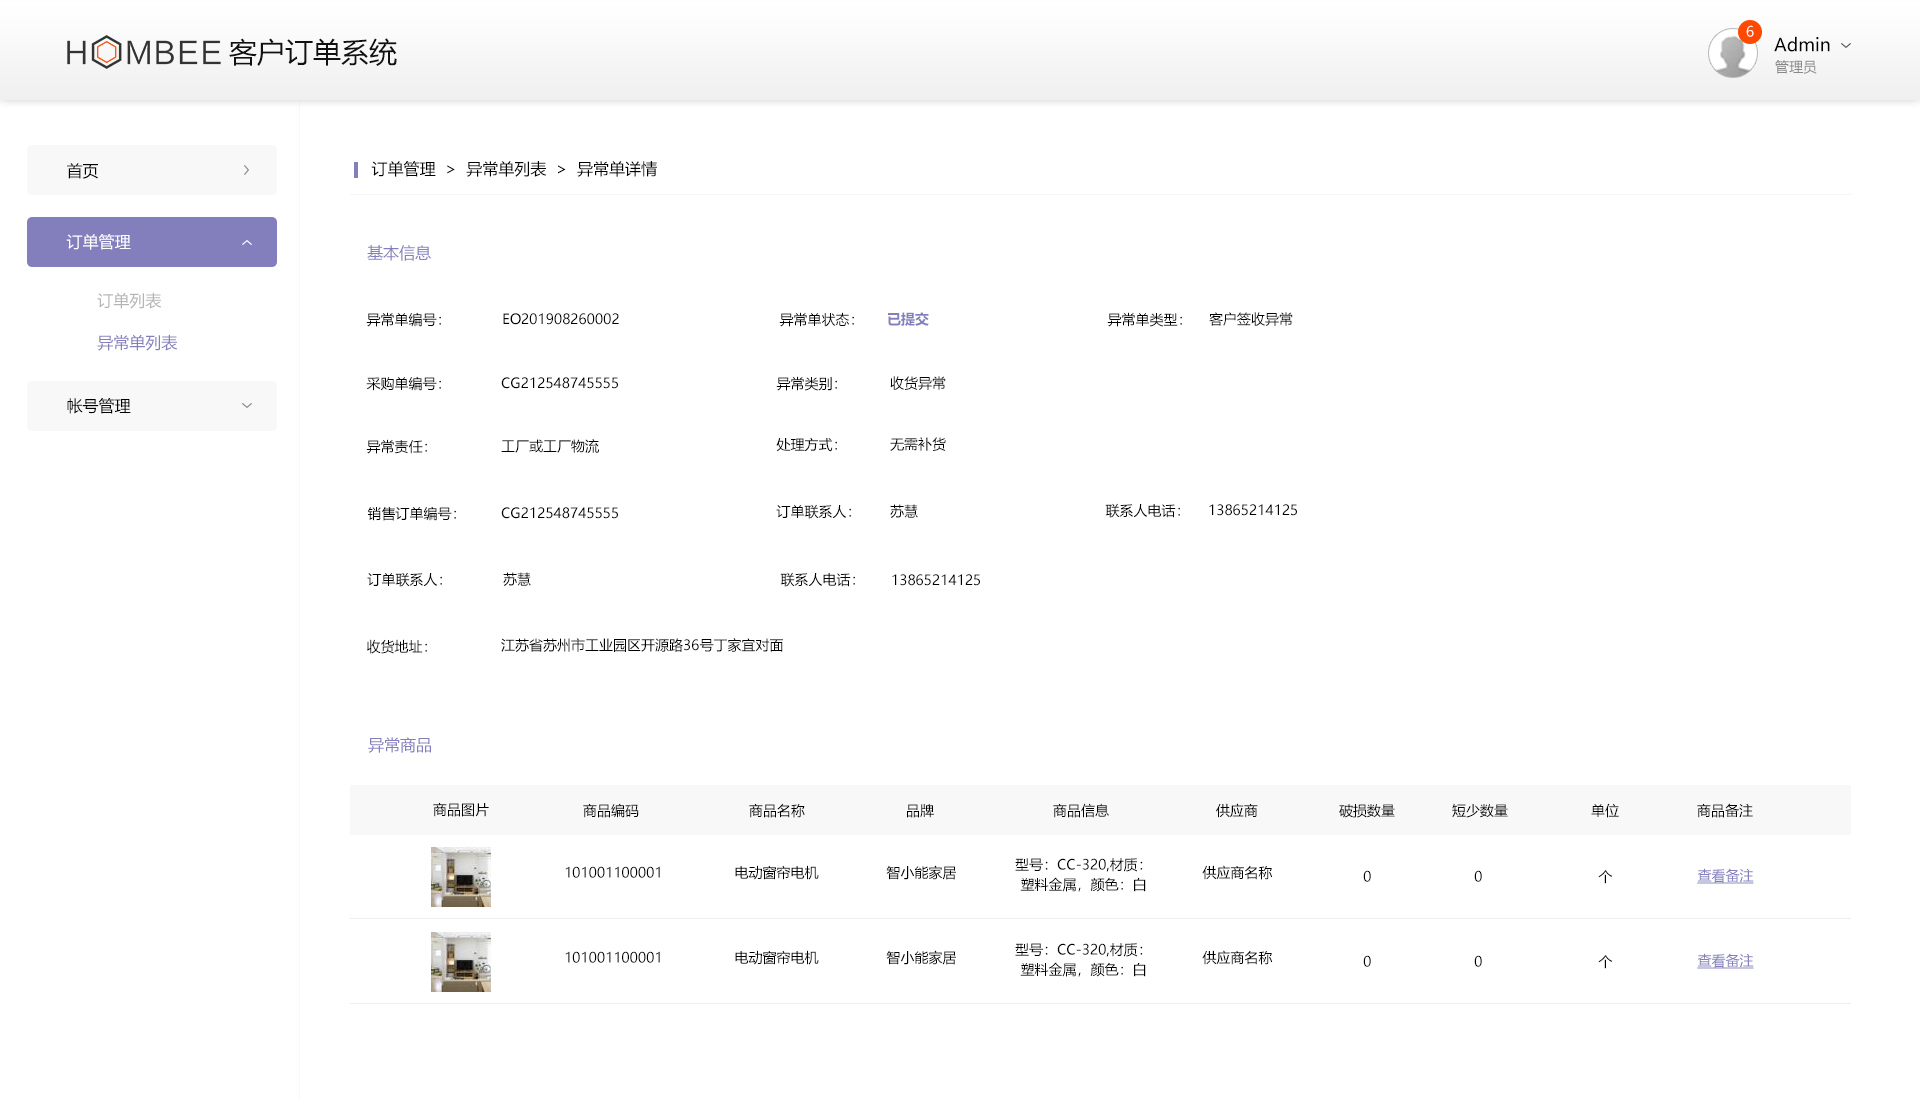 HOMBEE 客户订单系统
6
Admin
管理员
首页
订单管理
订单列表
异常单列表
帐号管理
订单管理 > 异常单列表 > 异常单详情
基本信息
异常单编号： EO201908260002 异常单状态： 已提交 异常单类型： 客户签收异常
采购单编号： CG212548745555 异常类别： 收货异常
异常责任： 工厂或工厂物流 处理方式： 无需补货
销售订单编号： CG212548745555 订单联系人： 苏慧 联系人电话： 13865214125
订单联系人： 苏慧 联系人电话： 13865214125
收货地址： 江苏省苏州市工业园区开源路36号丁家宜对面
异常商品
商品图片 商品编码 商品名称 品牌 商品信息 供应商 破损数量 短少数量 单位 商品备注
101001100001 电动窗帘电机 智小能家居 型号：CC-320,材质： 供应商名称 0 0 个 查看备注
塑料金属，颜色：白
101001100001 电动窗帘电机 智小能家居 型号：CC-320,材质： 供应商名称 0 0 个 查看备注
塑料金属，颜色：白